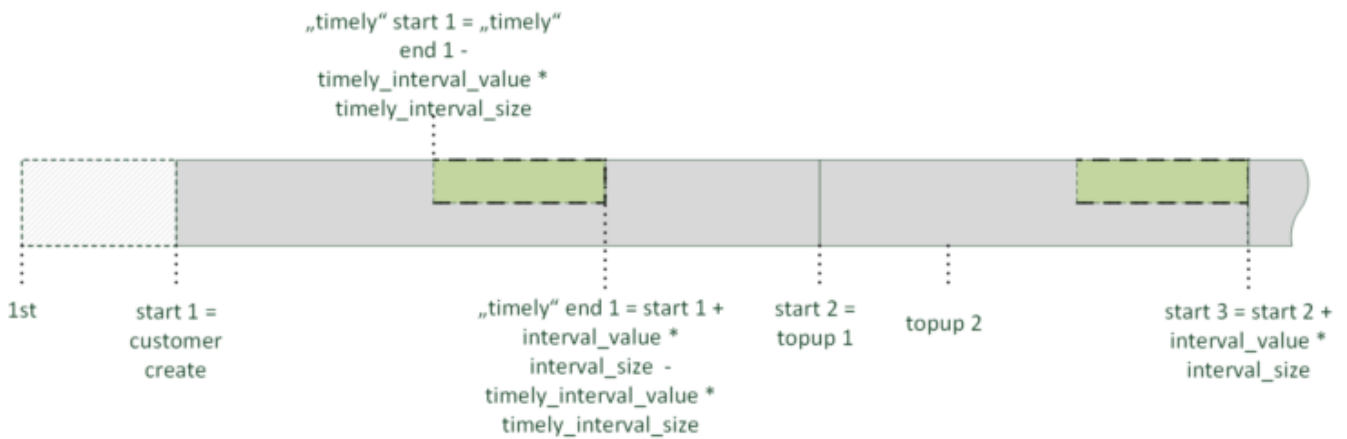 „timely“ start 1 = „timely“
end 1 -
timely_interval_value *
timely_interval_size
1st
start 1 =
customer
create
„timely“ end 1 = start 1 +
interval_value *
interval_size -
timely_interval_value *
timely_interval_size
start 2 =
topup 1
topup 2
start 3 = start 2 +
interval_value *
interval_size